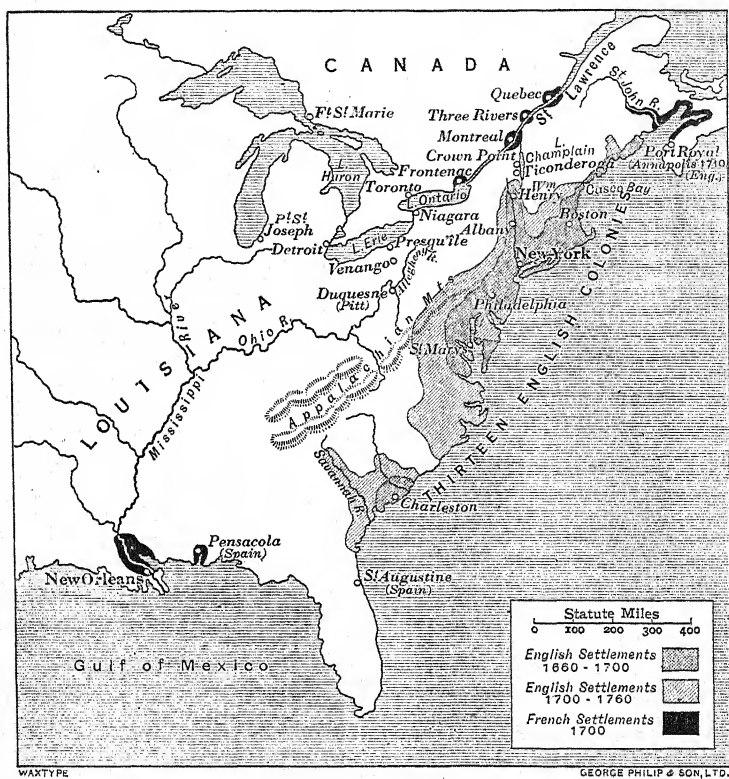 CANADA
Quebec
St Lawrence
St John R.
Three Rivers
Montreal
Ft St Marie
Crown Point
L. Champlain
Ticonderoga
Port Royal
(Annapolis 1710)
(Eng.)
Frontenac
L. Huron
Toronto
L. Ontario
Wm Henry
Casco Bay
Niagara
Albany
Boston
Pt St Joseph
Detroit
L. Erie
Presqu'île
New York
Venango
Allegheny R.
Duquesne
(Pitt)
Philadelphia
LOUISIANA
River
Ohio R.
Mississippi
Appalachian Mts
St Mary
THIRTEEN ENGLISH COLONIES
Savannah R.
Charleston
Pensacola
(Spain)
New Orleans
St Augustine
(Spain)
Gulf of Mexico
Statute Miles
0 100 200 300 400
English Settlements
1660 - 1700
English Settlements
1700 - 1760
French Settlements
1700
WAXTYPE
GEORGE PHILIP & SON, LTD.